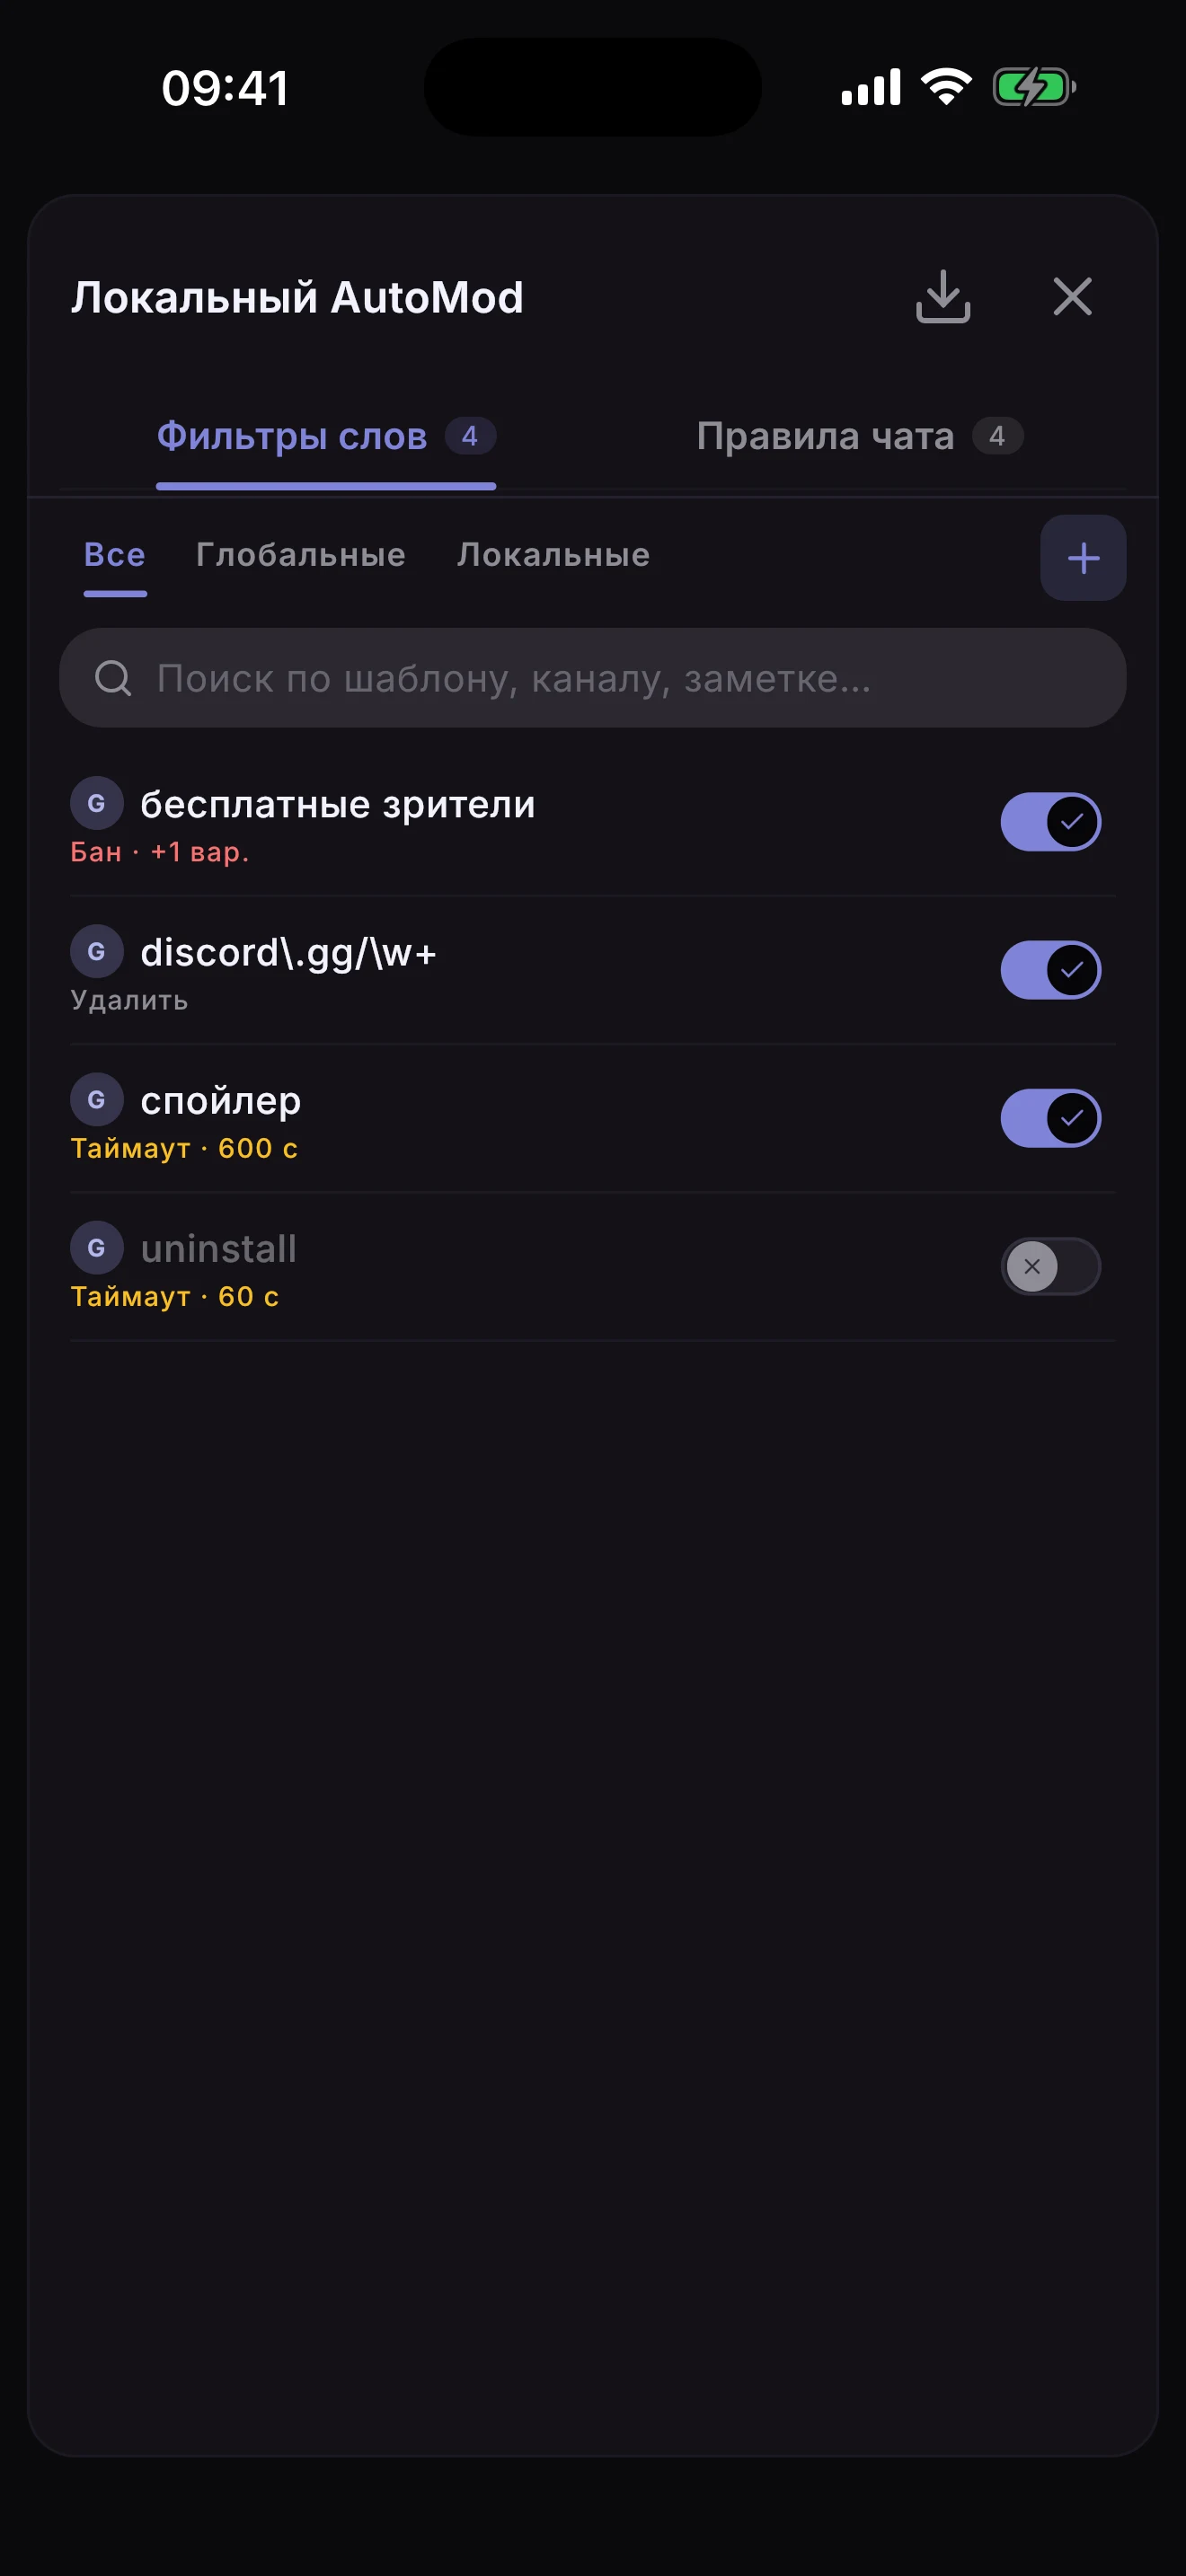 09:41
Локальный AutoMod
Фильтры слов 4
Правила чата 4
Все Глобальные Локальные
Поиск по шаблону, каналу, заметке...
G бесплатные зрители
Бан · +1 вар.
G discord\.gg/\w+
Удалить
G спойлер
Таймаут · 600 с
G uninstall
Таймаут · 60 с